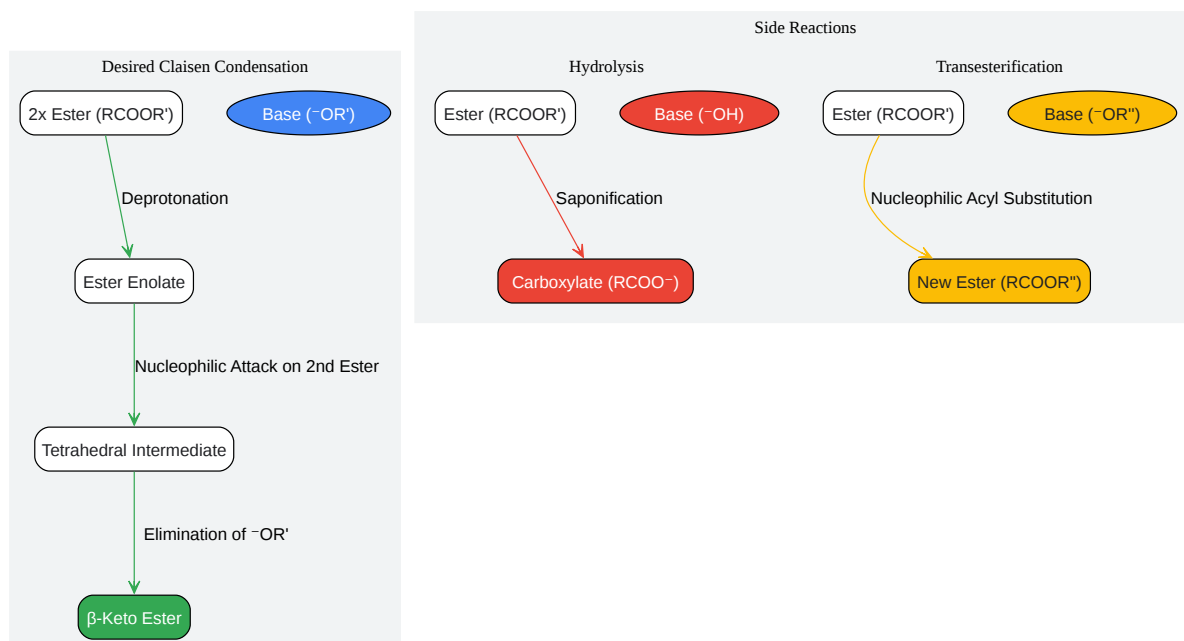 Desired Claisen Condensation
2x Ester (RCOOR')
Base (⁻OR')
Deprotonation
Ester Enolate
Nucleophilic Attack on 2nd Ester
Tetrahedral Intermediate
Elimination of ⁻OR'
β-Keto Ester
Side Reactions
Hydrolysis
Ester (RCOOR')
Base (⁻OH)
Saponification
Carboxylate (RCOO⁻)
Transesterification
Ester (RCOOR')
Base (⁻OR'')
Nucleophilic Acyl Substitution
New Ester (RCOOR'')